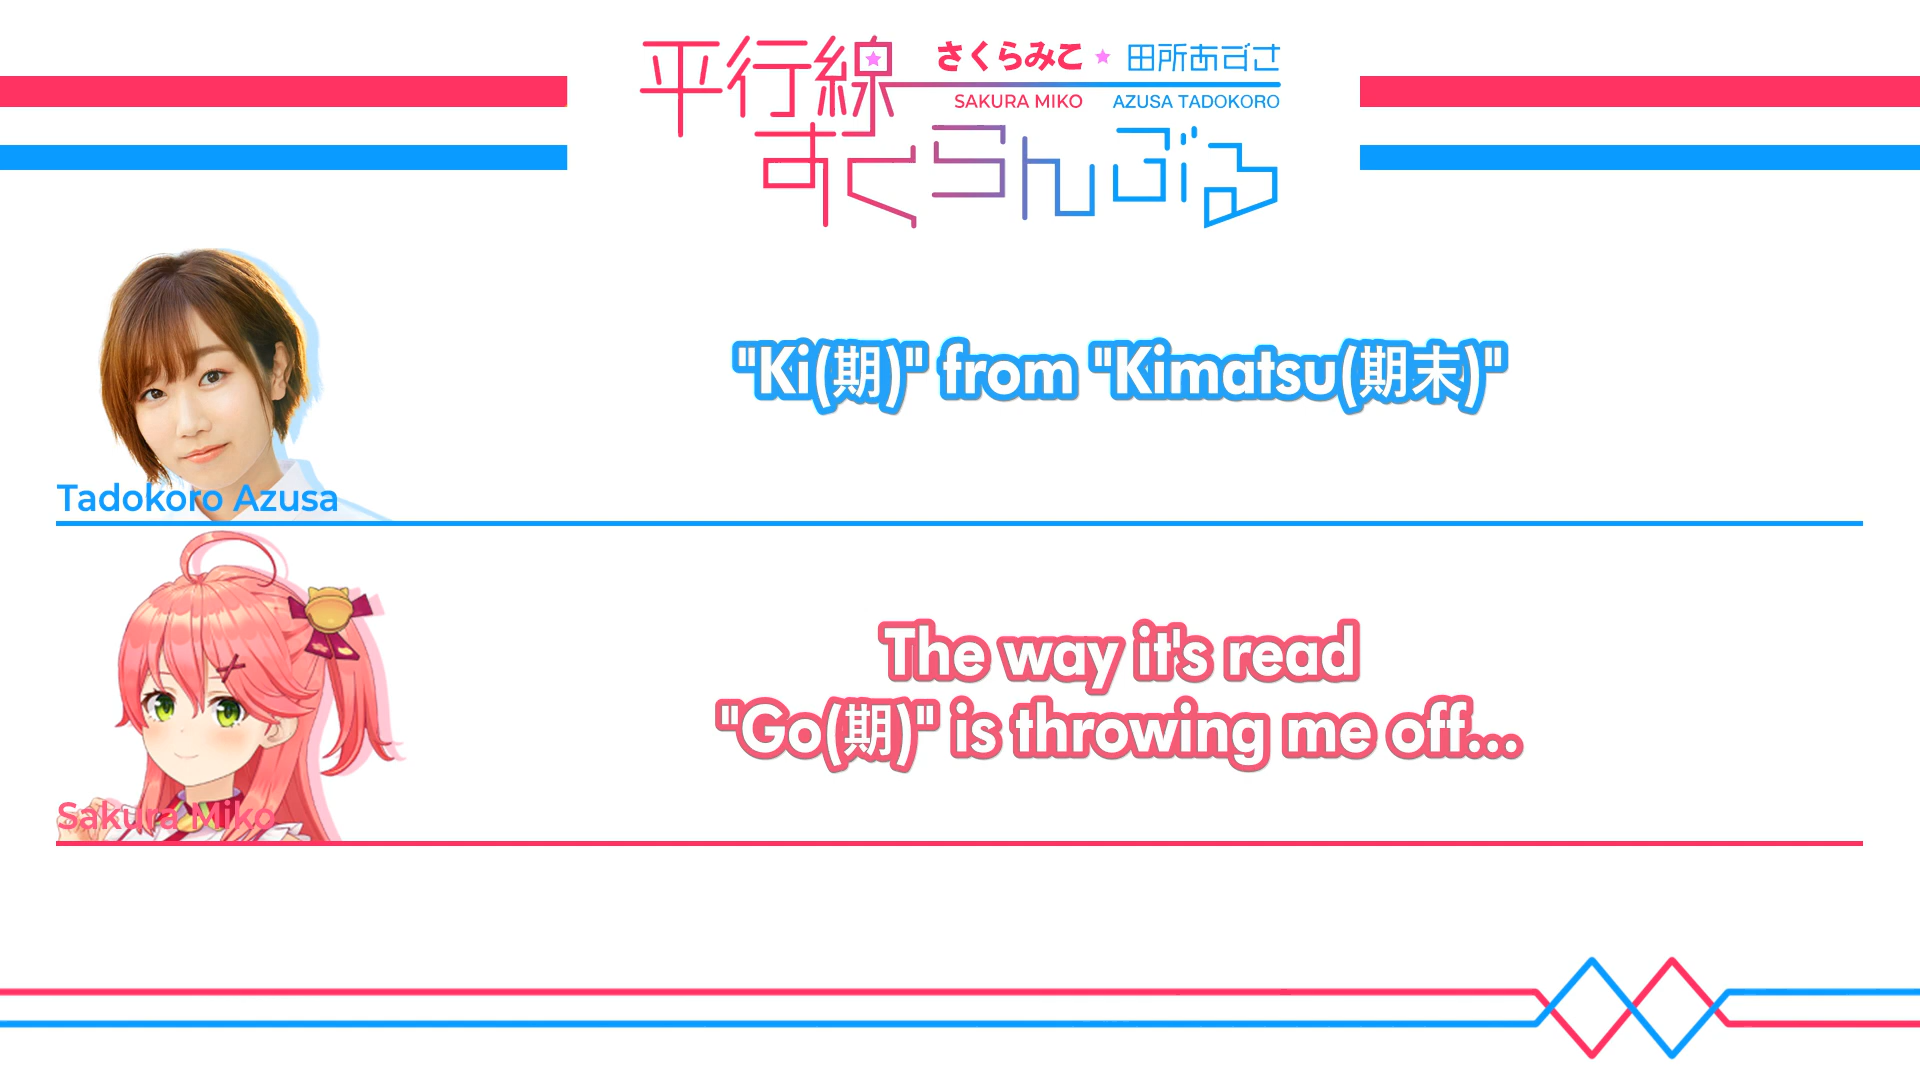 平行線
さくらみこ★田所あずさ
SAKURA MIKO AZUSA TADOKORO
すくらんぶる
"Ki(期)" from "Kimatsu(期末)"
Tadokoro Azusa
The way it's read
"Go(期)" is throwing me off...
Sakura Miko